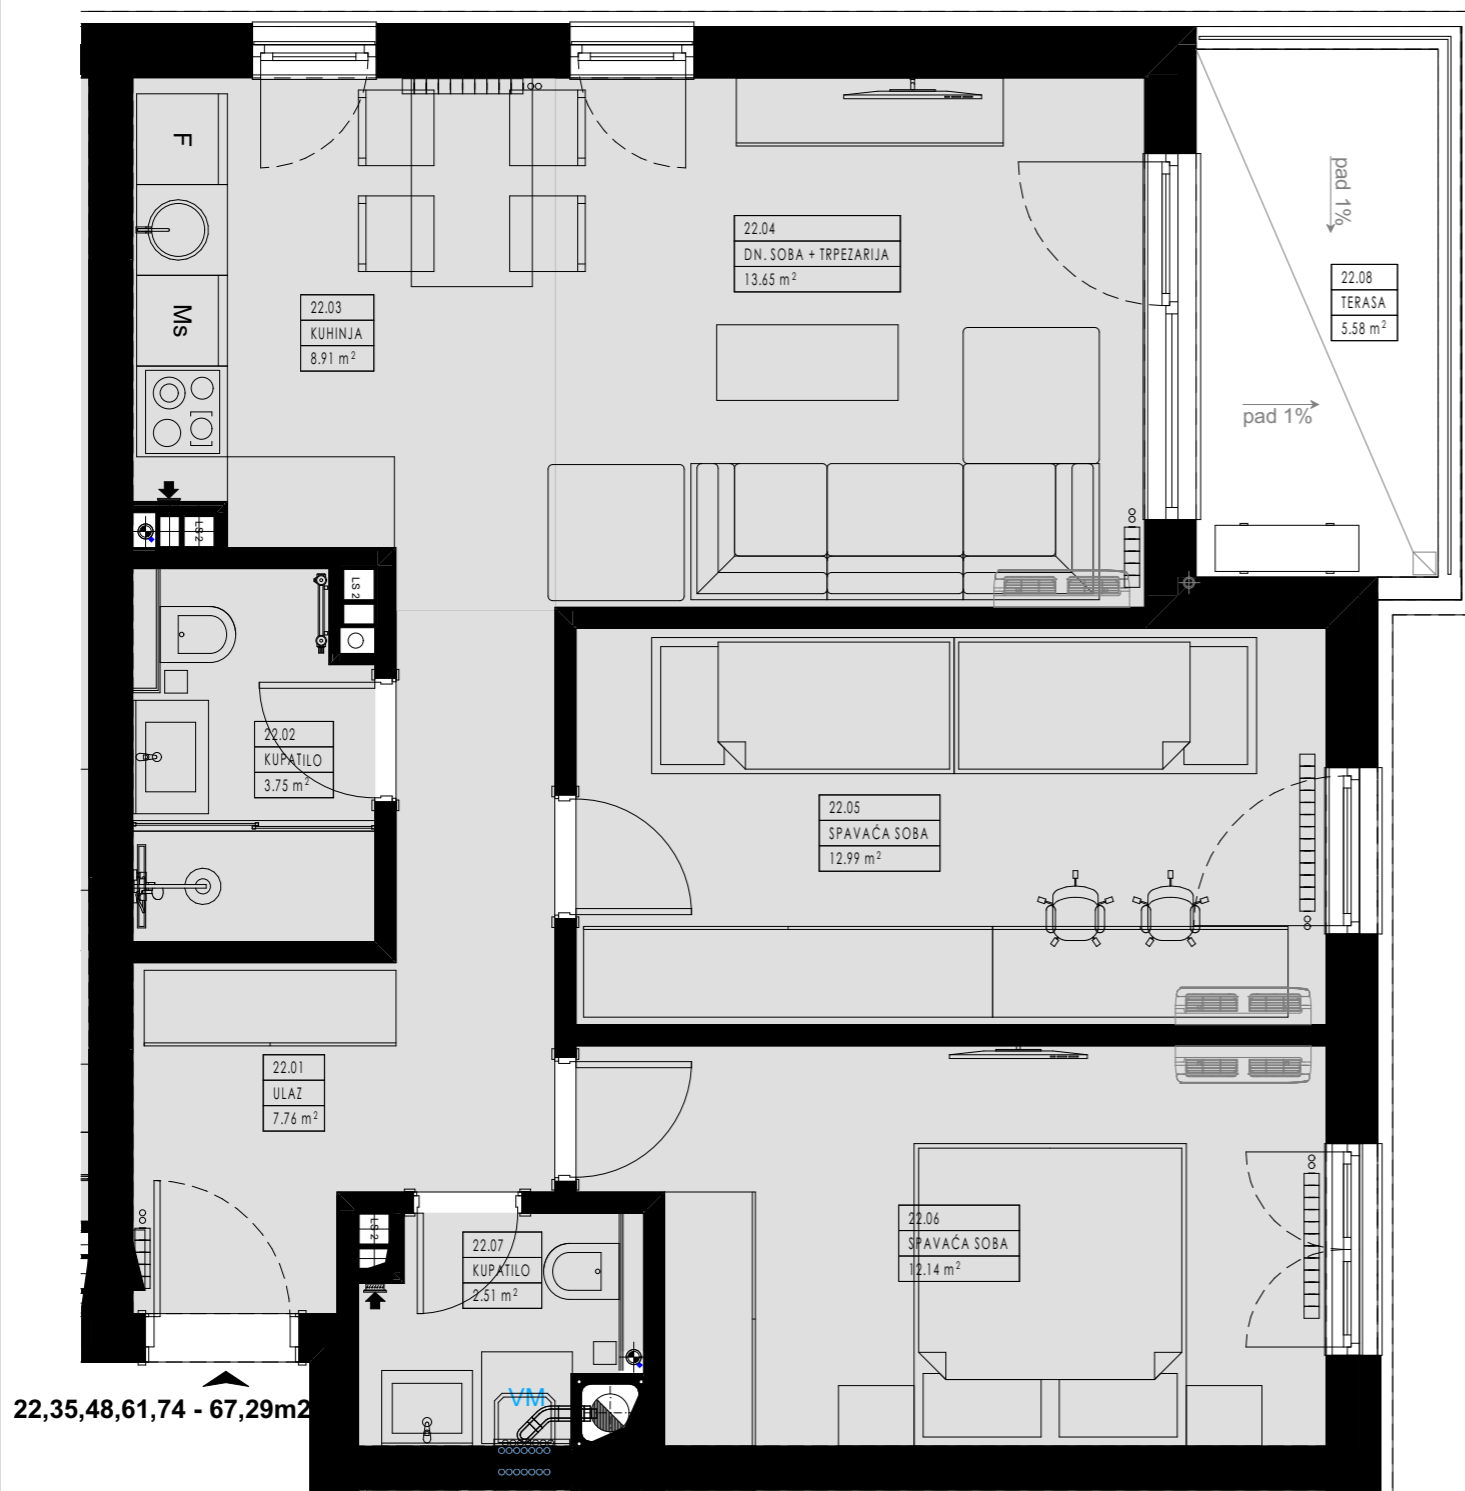 F
Ms
22.03
KUHINJA
8.91 m²
22.04
DN. SOBA + TRPEZARIJA
13.65 m²
pad 1%
22.08
TERASA
5.58 m²
pad 1%
LS 2
LS 2
22.02
KUPATILO
3.75 m²
22.05
SPAVAĆA SOBA
12.99 m²
22.01
ULAZ
7.76 m²
LS 2
22.07
KUPATILO
2.51 m²
22.06
SPAVAĆA SOBA
12.14 m²
VM
22,35,48,61,74 - 67,29m2